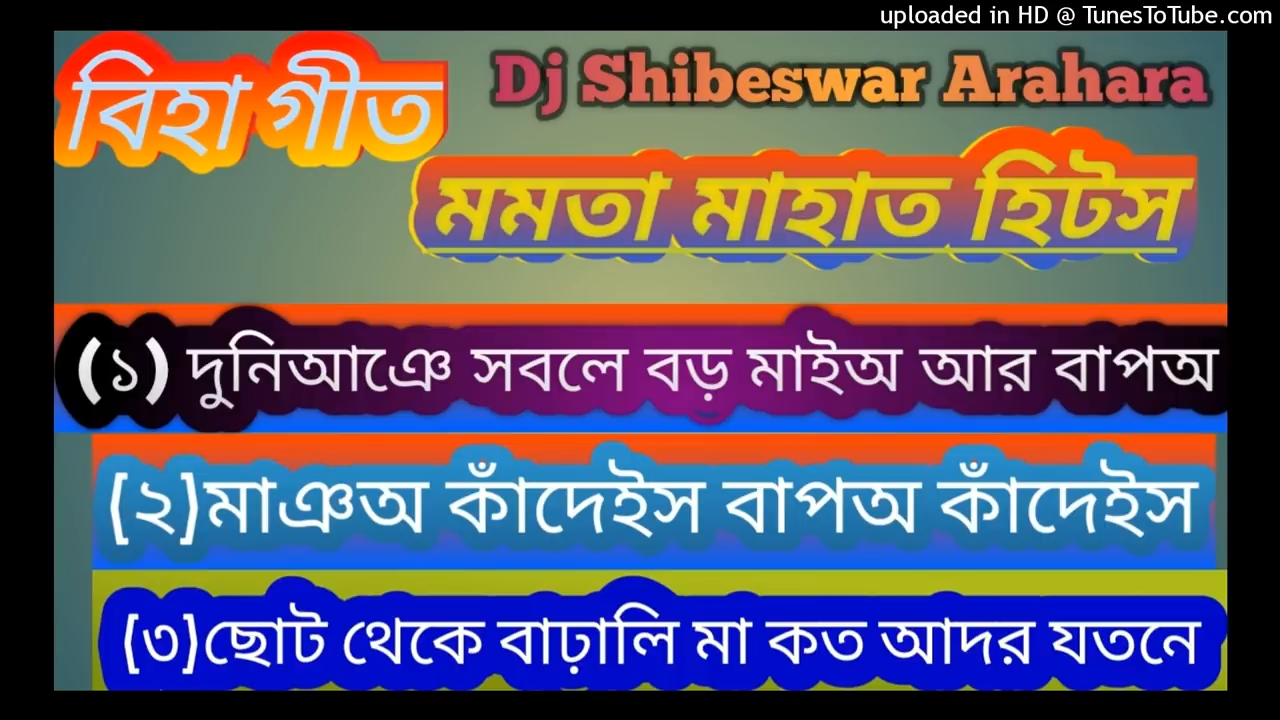 uploaded in HD @ TunesToTube.com
বিহা গীত
Dj Shibeswar Arahara
মমতা মাহাত হিটস
(১) দুনিআঞে সবলে বড় মাইঅ আর বাপঅ
(২)মাঞঅ কাঁদেইস বাপঅ কাঁদেইস
(৩)ছোট থেকে বাঢ়ালি মা কত আদর যতনে